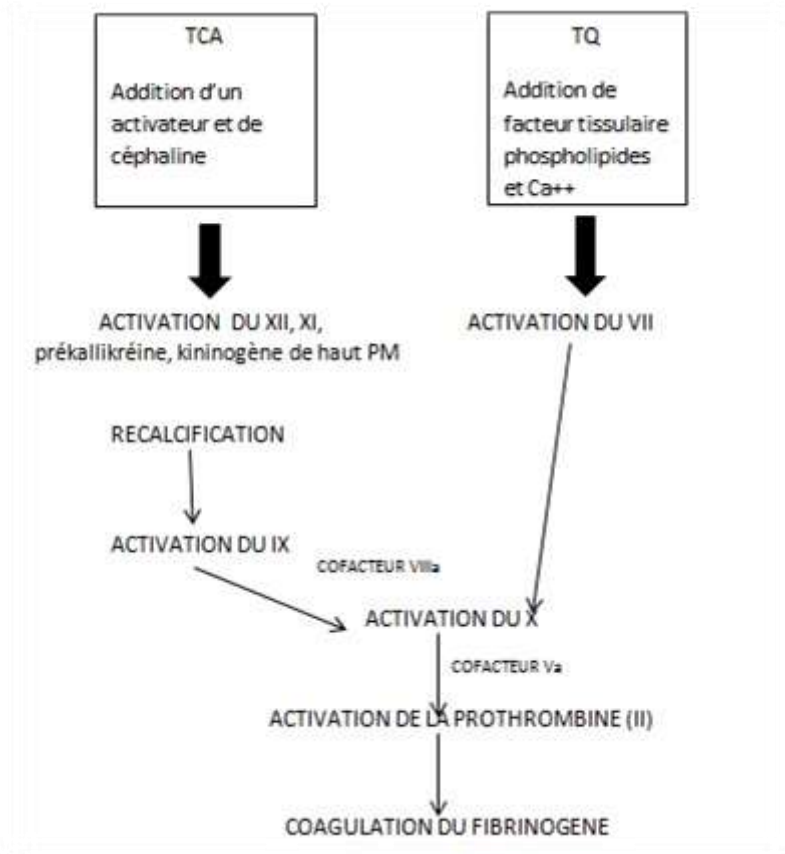 TCA
Addition d'un
activateur et de
céphaline
TQ
Addition de
facteur tissulaire
phospholipides
et Ca++
ACTIVATION DU XII, XI,
prékallikréine, kininogène de haut PM
ACTIVATION DU VII
RECALCIFICATION
ACTIVATION DU IX
COFACTEUR VIIIa
ACTIVATION DU X
COFACTEUR Va
ACTIVATION DE LA PROTHROMBINE (II)
COAGULATION DU FIBRINOGENE